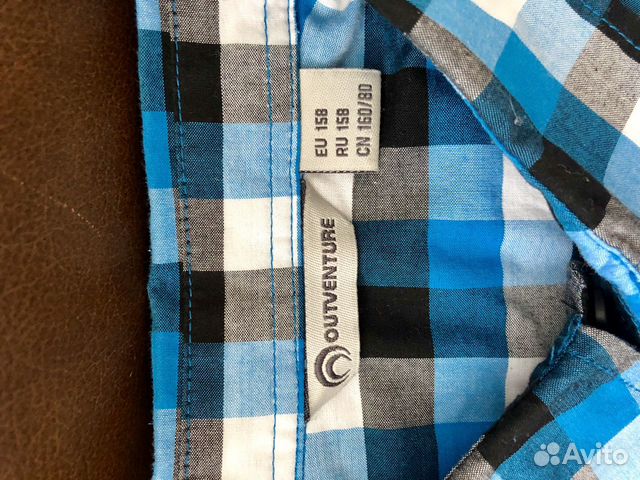 EU 158
RU 158
CN 160/80
OUTVENTURE
Avito